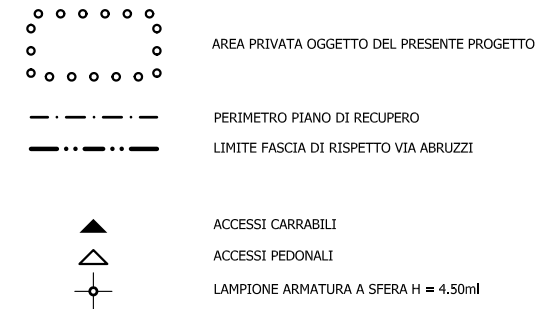 AREA PRIVATA OGGETTO DEL PRESENTE PROGETTO
PERIMETRO PIANO DI RECUPERO
LIMITE FASCIA DI RISPETTO VIA ABRUZZI
ACCESSI CARRABILI
ACCESSI PEDONALI
LAMPIONE ARMATURA A SFERA H = 4.50ml